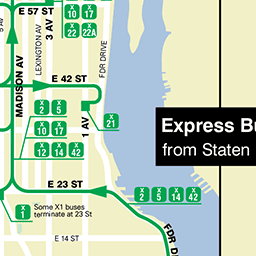 E 57 ST
X 10
X 17
X 22
X 22A
3 AV
LEXINGTON AV
MADISON AV
FDR DRIVE
E 42 ST
X 2
X 5
X 10
X 17
X 12
X 14
X 42
1 AV
X 21
Express Bu
from Staten
E 23 ST
X 2
X 5
X 14
X 42
X 1
Some X1 buses
terminate at 23 St
FDR DR
E 14 ST